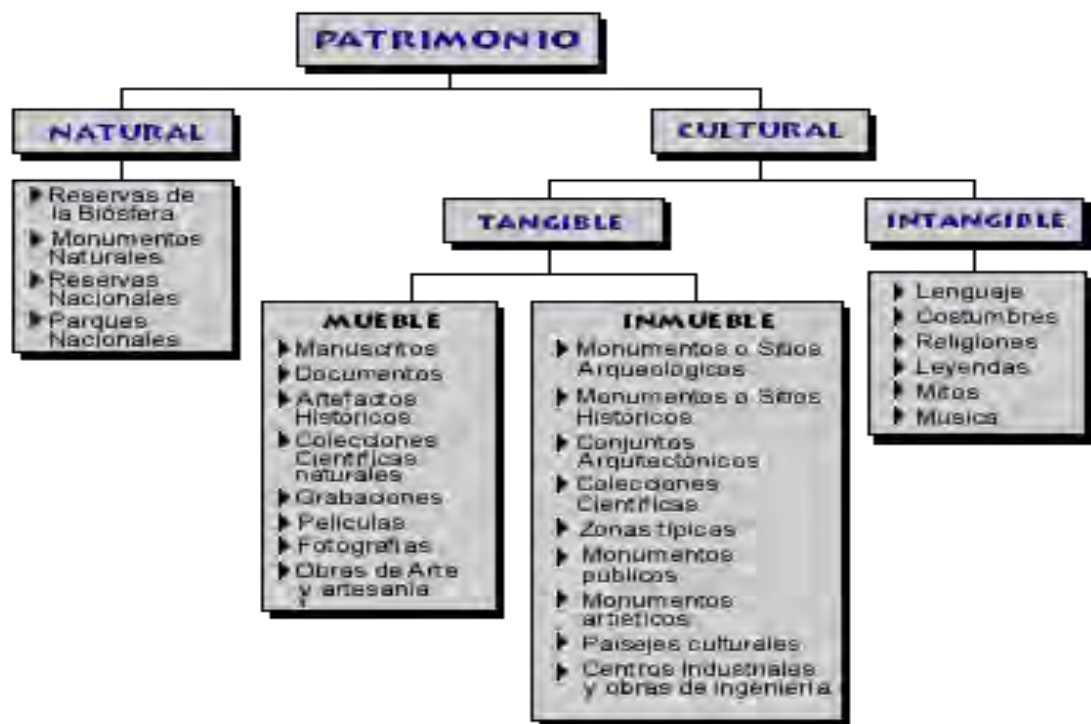 PATRIMONIO
NATURAL
Reservas de
la Biósfera
Monumentos
Naturales
Reservas
Nacionales
Parques
Nacionales
CULTURAL
TANGIBLE
MUEBLE
Manuscritos
Documentos
Artefactos
Históricos
Colecciones
Científicas
naturales
Grabaciones
Películas
Fotografías
Obras de Arte
y artesanía
INMUEBLE
Monumentos o Sitios
Arqueológicos
Monumentos o Sitios
Históricos
Conjuntos
Arquitectónicos
Colecciones
Científicas
Zonas típicas
Monumentos
públicos
Monumentos
artísticos
Paisajes culturales
Centros Industriales
y obras de ingeniería
INTANGIBLE
Lenguaje
Costumbres
Religiones
Leyendas
Mitos
Musica